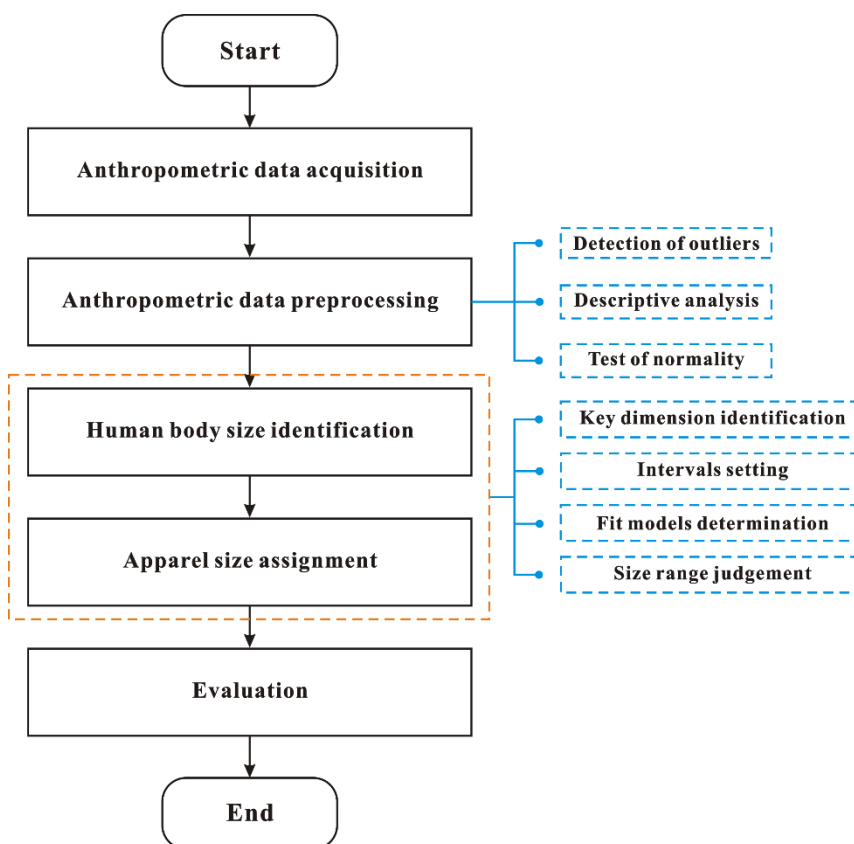 Start
Anthropometric data acquisition
Anthropometric data preprocessing
Detection of outliers
Descriptive analysis
Test of normality
Human body size identification
Apparel size assignment
Key dimension identification
Intervals setting
Fit models determination
Size range judgement
Evaluation
End